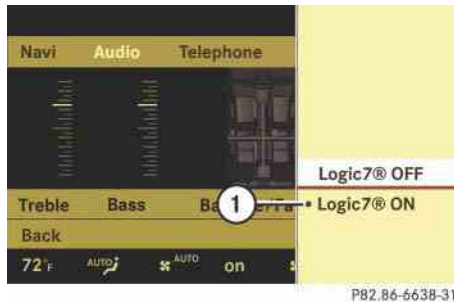 Navi Audio Telephone
Logic7® OFF
Treble Bass Ba
1
Logic7® ON
Back
72°F AUTO AUTO on
P82.86-6638-31